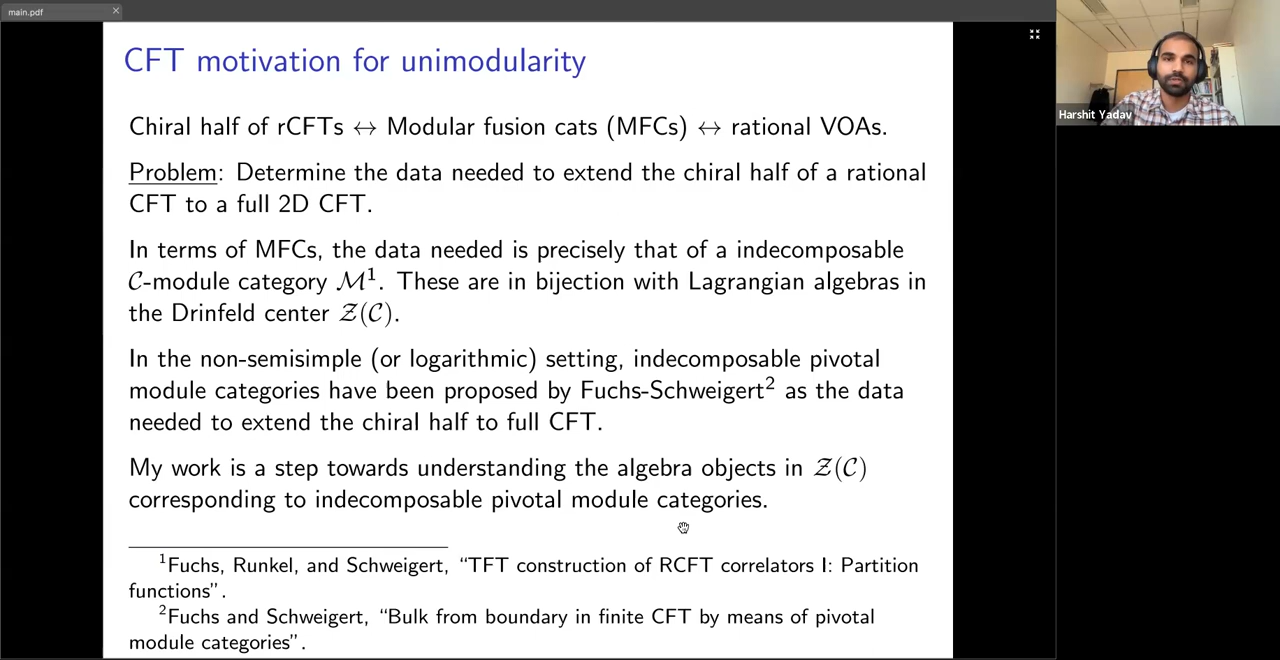 main.pdf
CFT motivation for unimodularity
Chiral half of rCFTs ↔ Modular fusion cats (MFCs) ↔ rational VOAs.
Problem: Determine the data needed to extend the chiral half of a rational
CFT to a full 2D CFT.
In terms of MFCs, the data needed is precisely that of a indecomposable
𝒞-module category ℳ¹. These are in bijection with Lagrangian algebras in
the Drinfeld center 𝒵(𝒞).
In the non-semisimple (or logarithmic) setting, indecomposable pivotal
module categories have been proposed by Fuchs-Schweigert² as the data
needed to extend the chiral half to full CFT.
My work is a step towards understanding the algebra objects in 𝒵(𝒞)
corresponding to indecomposable pivotal module categories.
¹Fuchs, Runkel, and Schweigert, “TFT construction of RCFT correlators I: Partition
functions”.
²Fuchs and Schweigert, “Bulk from boundary in finite CFT by means of pivotal
module categories”.
Harshit Yadav